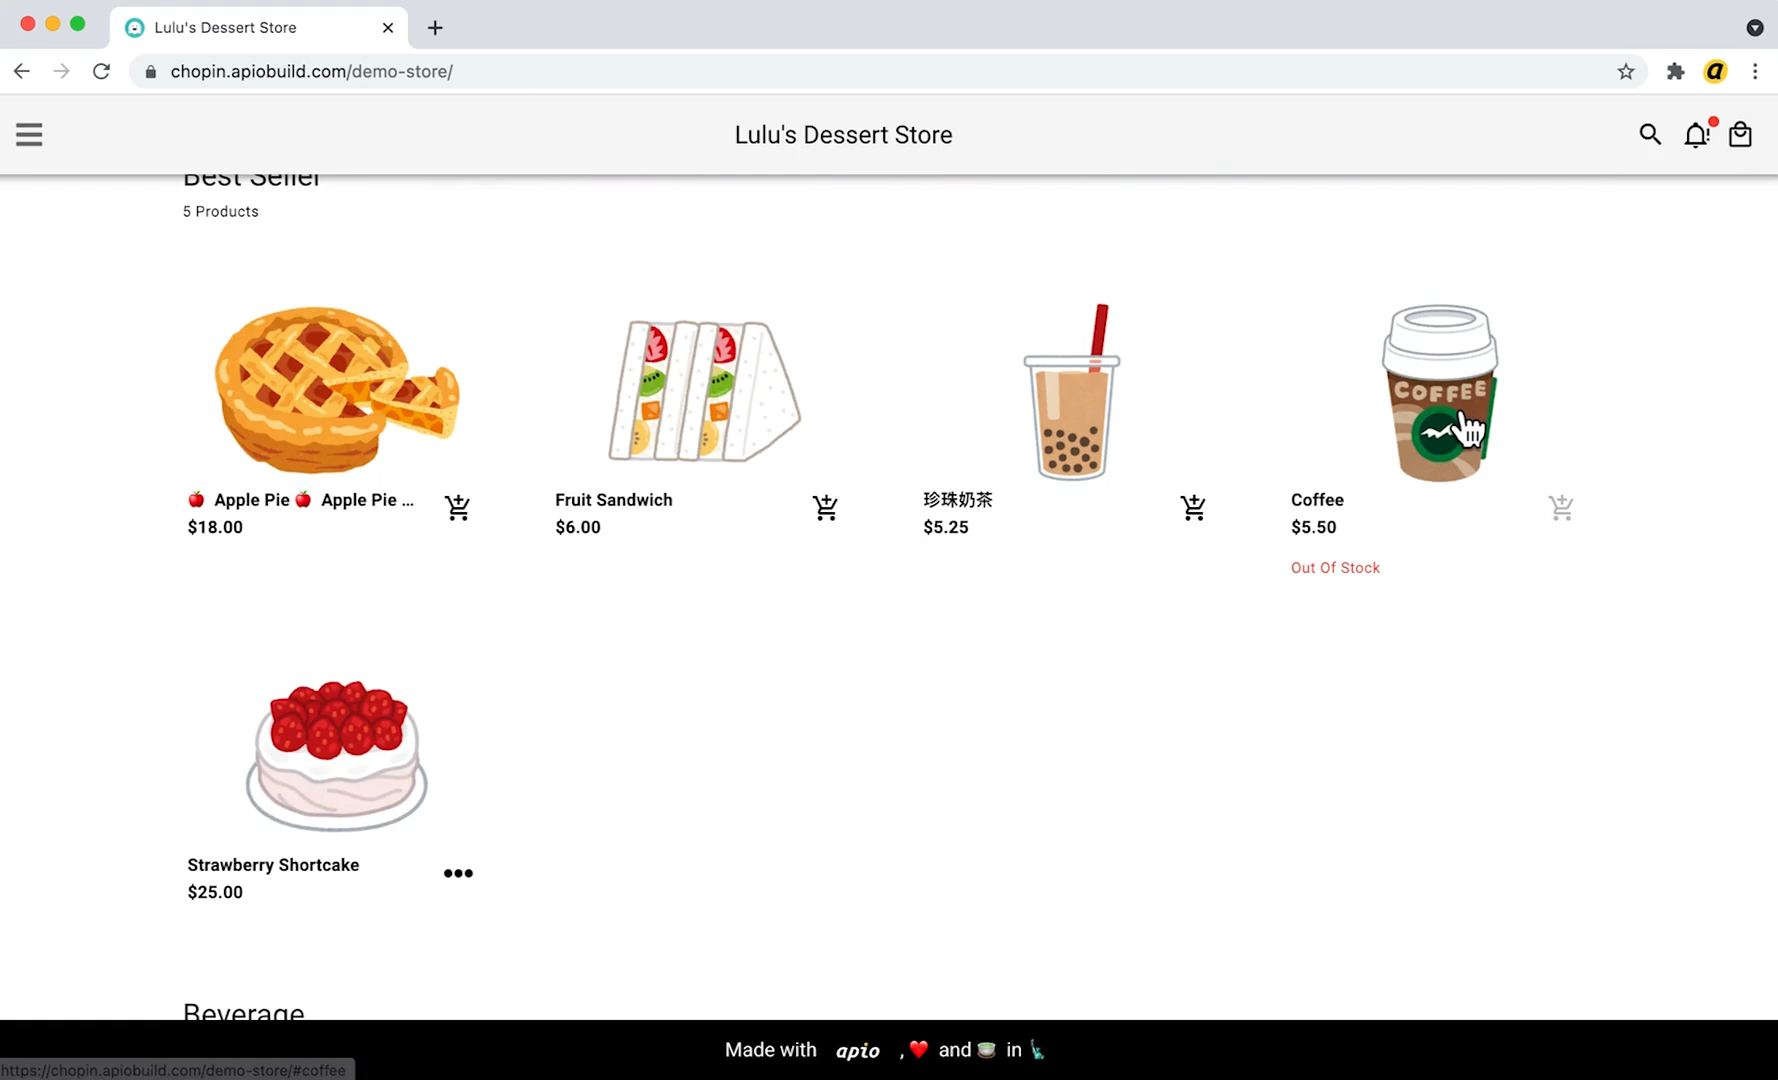 Lulu's Dessert Store
chopin.apiobuild.com/demo-store/
a
Lulu's Dessert Store
Best Seller
5 Products
COFFEE
🍎 Apple Pie 🍎 Apple Pie ...
$18.00
Fruit Sandwich
$6.00
珍珠奶茶
$5.25
Coffee
$5.50
Out Of Stock
Strawberry Shortcake
$25.00
Beverage
Made with apio , ❤️ and 🍵 in 🗽
https://chopin.apiobuild.com/demo-store/#coffee